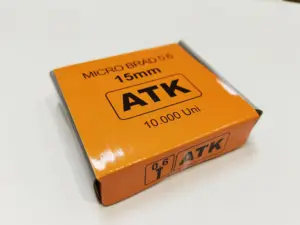 MICRO BRAD 0.6
15mm
ATK
10.000 Uni
0,6
ATK